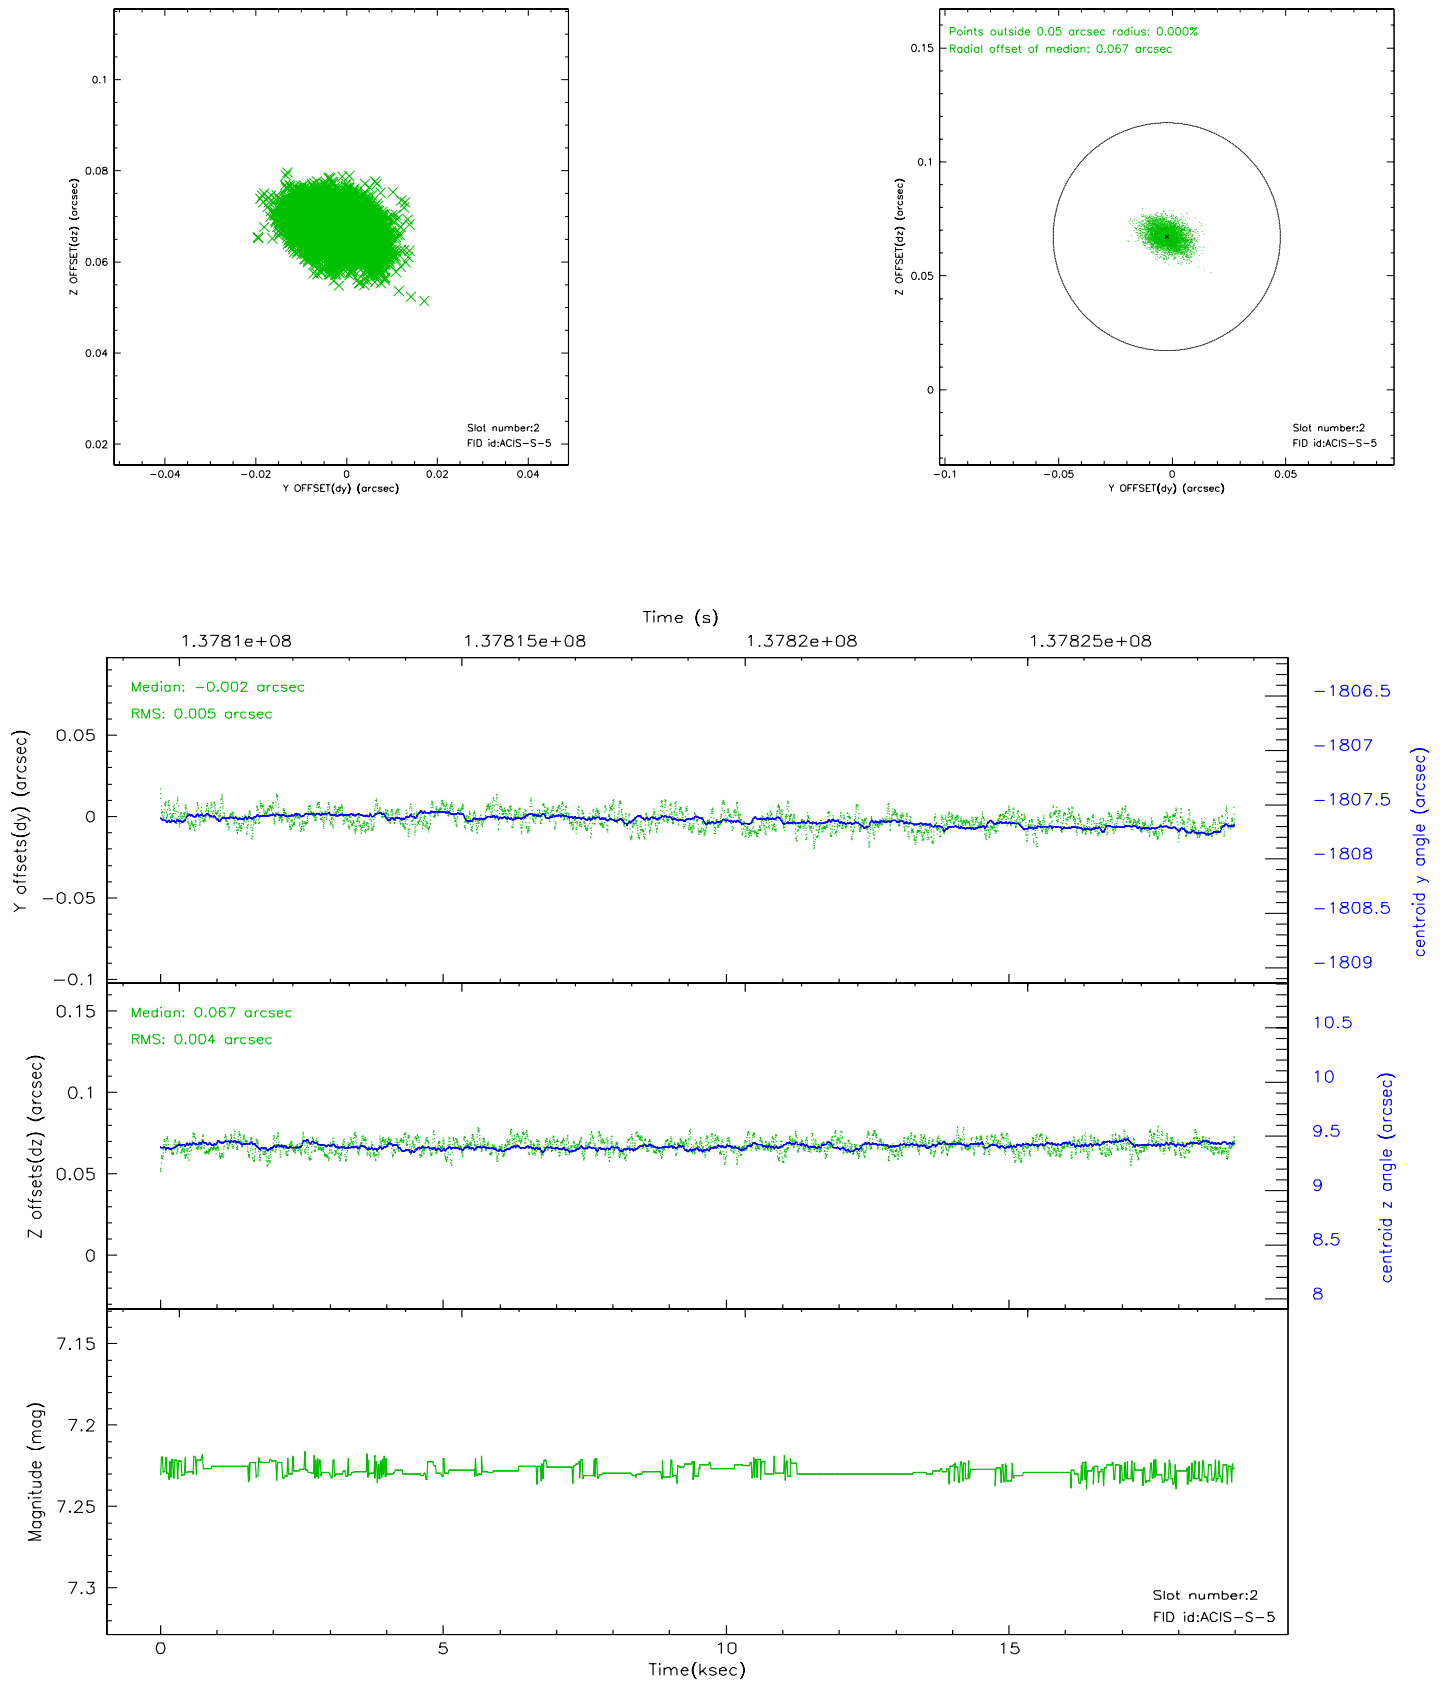 0.1
0.08
0.06
0.04
0.02
Z OFFSET(dz) (arcsec)
Slot number:2
FID id:ACIS-S-5
-0.04
-0.02
0
0.02
0.04
Y OFFSET(dy) (arcsec)
Points outside 0.05 arcsec radius: 0.000%
Radial offset of median: 0.067 arcsec
0.15
0.1
0.05
0
Z OFFSET(dz) (arcsec)
Slot number:2
FID id:ACIS-S-5
-0.1
-0.05
0
0.05
Y OFFSET(dy) (arcsec)
Time (s)
1.3781e+08
1.37815e+08
1.3782e+08
1.37825e+08
Median: -0.002 arcsec
RMS: 0.005 arcsec
0.05
0
-0.05
-0.1
Y offsets(dy) (arcsec)
-1806.5
-1807
-1807.5
-1808
-1808.5
-1809
centroid y angle (arcsec)
Median: 0.067 arcsec
RMS: 0.004 arcsec
0.15
0.1
0.05
0
Z offsets(dz) (arcsec)
10.5
10
9.5
9
8.5
8
centroid z angle (arcsec)
7.15
7.2
7.25
7.3
Magnitude (mag)
Slot number:2
FID id:ACIS-S-5
0
5
10
15
Time(ksec)